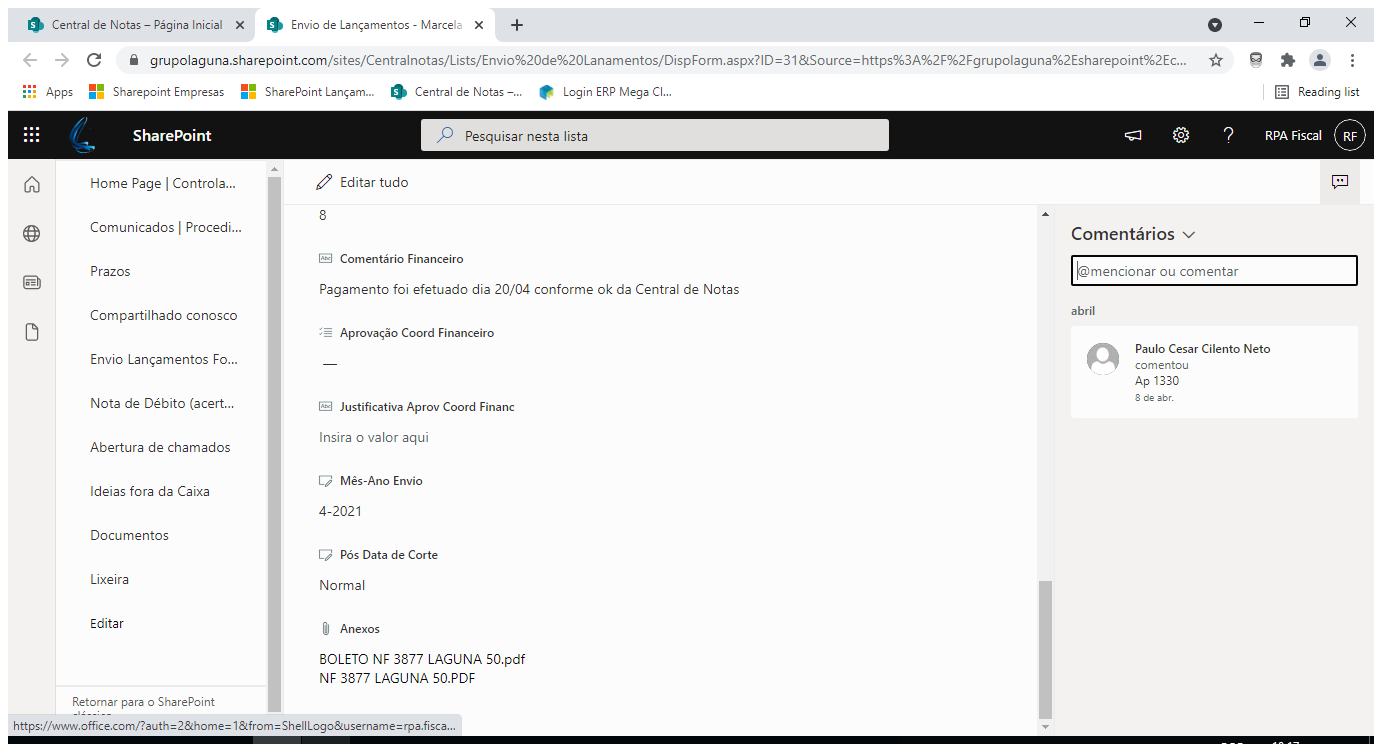 Central de Notas – Página Inicial
Envio de Lançamentos - Marcela
grupolaguna.sharepoint.com/sites/Centralnotas/Lists/Envio%20de%20Lanamentos/DispForm.aspx?ID=31&Source=https%3A%2F%2Fgrupolaguna%2Esharepoint%2Ec...
Apps
Sharepoint Empresas
SharePoint Lançam...
Central de Notas –...
Login ERP Mega Cl...
Reading list
SharePoint
Pesquisar nesta lista
RPA Fiscal
RF
Home Page | Controla...
Comunicados | Procedi...
Prazos
Compartilhado conosco
Envio Lançamentos Fo...
Nota de Débito (acert...
Abertura de chamados
Ideias fora da Caixa
Documentos
Lixeira
Editar
Retornar para o SharePoint
https://www.office.com/?auth=2&home=1&from=ShellLogo&username=rpa.fisca...
Editar tudo
8
Abc Comentário Financeiro
Pagamento foi efetuado dia 20/04 conforme ok da Central de Notas
Aprovação Coord Financeiro
—
Abc Justificativa Aprov Coord Financ
Insira o valor aqui
Mês-Ano Envio
4-2021
Pós Data de Corte
Normal
Anexos
BOLETO NF 3877 LAGUNA 50.pdf
NF 3877 LAGUNA 50.PDF
Comentários
@mencionar ou comentar
abril
Paulo Cesar Cilento Neto
comentou
Ap 1330
8 de abr.